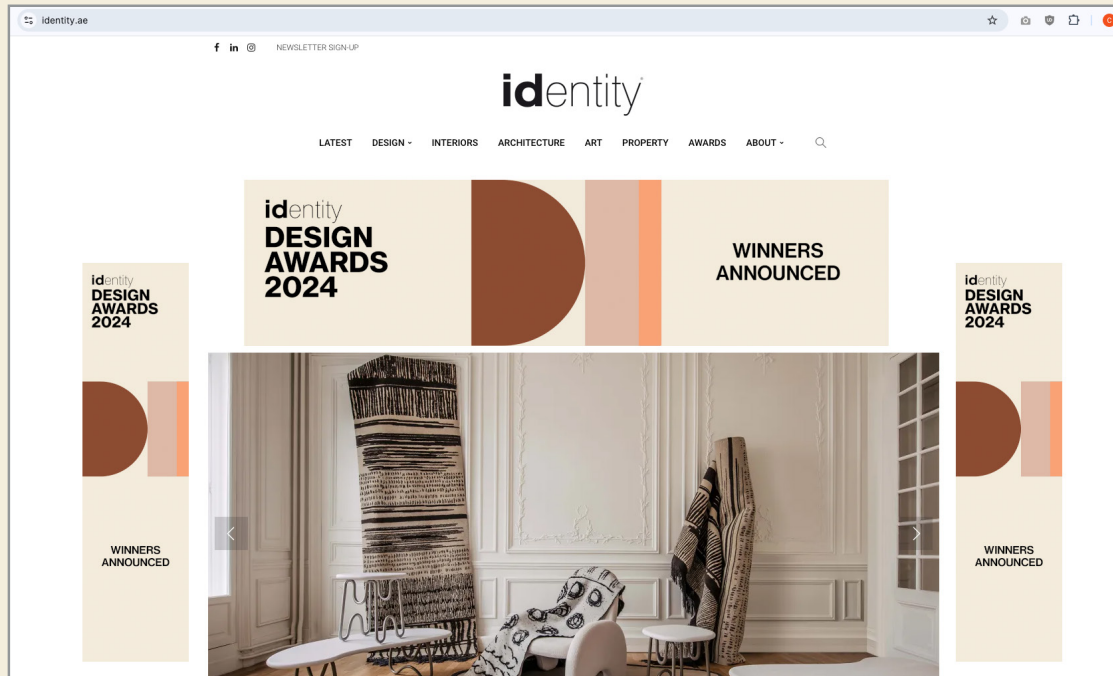 identity.ae
f in
NEWSLETTER SIGN-UP
identity
LATEST DESIGN INTERIORS ARCHITECTURE ART PROPERTY AWARDS ABOUT
identity
DESIGN
AWARDS
2024
WINNERS
ANNOUNCED
identity
DESIGN
AWARDS
2024
WINNERS
ANNOUNCED
identity
DESIGN
AWARDS
2024
WINNERS
ANNOUNCED